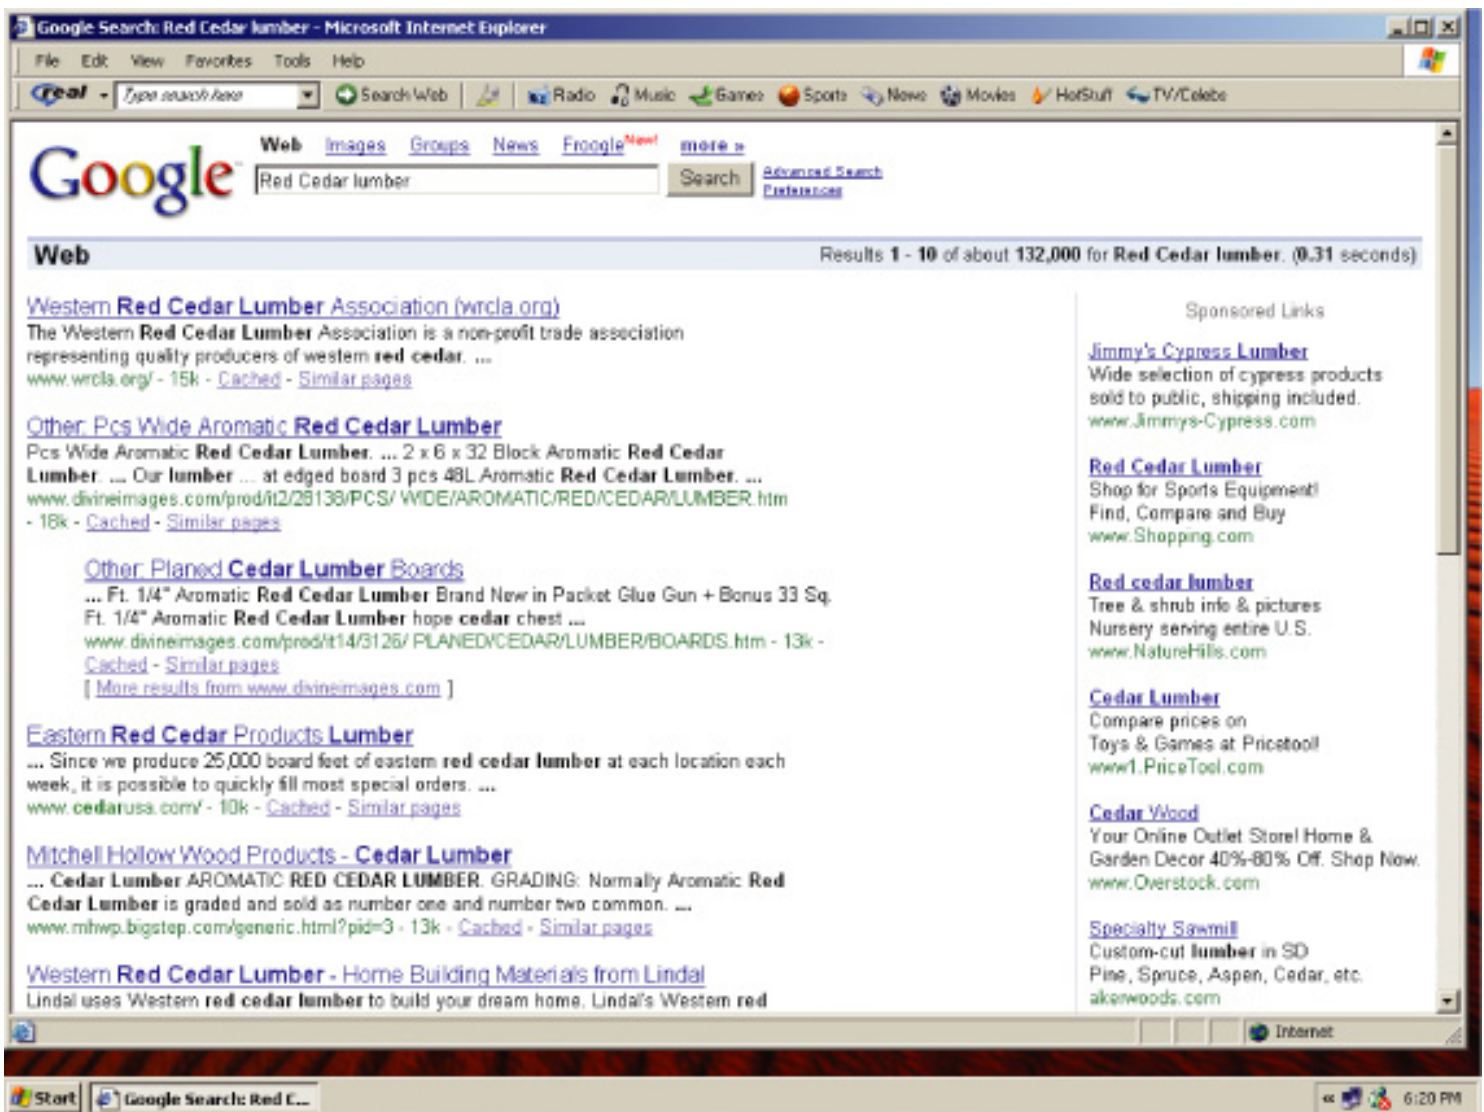 Google Search: Red Cedar lumber - Microsoft Internet Explorer
File Edit View Favorites Tools Help
real Type search here Search Web Radio Music Games Sports News Movies HotStuff TV/Celebs
Web Images Groups News Froogle New! more »
Google
Red Cedar lumber Search Advanced Search
Preferences
Web Results 1 - 10 of about 132,000 for Red Cedar lumber. (0.31 seconds)
Western Red Cedar Lumber Association (wrcla.org)
The Western Red Cedar Lumber Association is a non-profit trade association
representing quality producers of western red cedar. ...
www.wrcla.org/ - 15k - Cached - Similar pages
Other: Pcs Wide Aromatic Red Cedar Lumber
Pcs Wide Aromatic Red Cedar Lumber. ... 2 x 6 x 32 Block Aromatic Red Cedar
Lumber. ... Our lumber ... at edged board 3 pcs 48L Aromatic Red Cedar Lumber. ...
www.divineimages.com/prod/it2/28138/PCS/ WIDE/AROMATIC/RED/CEDAR/LUMBER.htm
- 18k - Cached - Similar pages
Other: Planed Cedar Lumber Boards
... Ft. 1/4" Aromatic Red Cedar Lumber Brand New in Packet Glue Gun + Bonus 33 Sq.
Ft. 1/4" Aromatic Red Cedar Lumber hope cedar chest ...
www.divineimages.com/prod/it14/3126/ PLANED/CEDAR/LUMBER/BOARDS.htm - 13k -
Cached - Similar pages
[ More results from www.divineimages.com ]
Eastern Red Cedar Products Lumber
... Since we produce 25,000 board feet of eastern red cedar lumber at each location each
week, it is possible to quickly fill most special orders. ...
www.cedarusa.com/ - 10k - Cached - Similar pages
Mitchell Hollow Wood Products - Cedar Lumber
... Cedar Lumber AROMATIC RED CEDAR LUMBER. GRADING: Normally Aromatic Red
Cedar Lumber is graded and sold as number one and number two common. ...
www.mhwp.bigstep.com/generic.html?pid=3 - 13k - Cached - Similar pages
Western Red Cedar Lumber - Home Building Materials from Lindal
Lindal uses Western red cedar lumber to build your dream home. Lindal's Western red
Sponsored Links
Jimmy's Cypress Lumber
Wide selection of cypress products
sold to public, shipping included.
www.Jimmys-Cypress.com
Red Cedar Lumber
Shop for Sports Equipment!
Find, Compare and Buy
www.Shopping.com
Red cedar lumber
Tree & shrub info & pictures
Nursery serving entire U.S.
www.NatureHills.com
Cedar Lumber
Compare prices on
Toys & Games at Pricetool!
www1.PriceTool.com
Cedar Wood
Your Online Outlet Store! Home &
Garden Decor 40%-80% Off. Shop Now.
www.Overstock.com
Specialty Sawmill
Custom-cut lumber in SD
Pine, Spruce, Aspen, Cedar, etc.
akerwoods.com
Internet
Start Google Search: Red C... « 6:20 PM